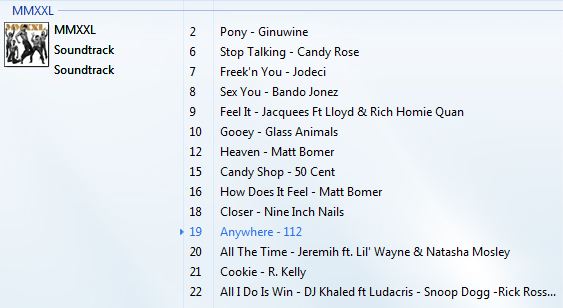 MMXXL
MMXXL
MMXXL
Soundtrack
Soundtrack
2 Pony - Ginuwine
6 Stop Talking - Candy Rose
7 Freek'n You - Jodeci
8 Sex You - Bando Jonez
9 Feel It - Jacquees Ft Lloyd & Rich Homie Quan
10 Gooey - Glass Animals
12 Heaven - Matt Bomer
15 Candy Shop - 50 Cent
16 How Does It Feel - Matt Bomer
18 Closer - Nine Inch Nails
19 Anywhere - 112
20 All The Time - Jeremih ft. Lil' Wayne & Natasha Mosley
21 Cookie - R. Kelly
22 All I Do Is Win - DJ Khaled ft Ludacris - Snoop Dogg -Rick Ross...